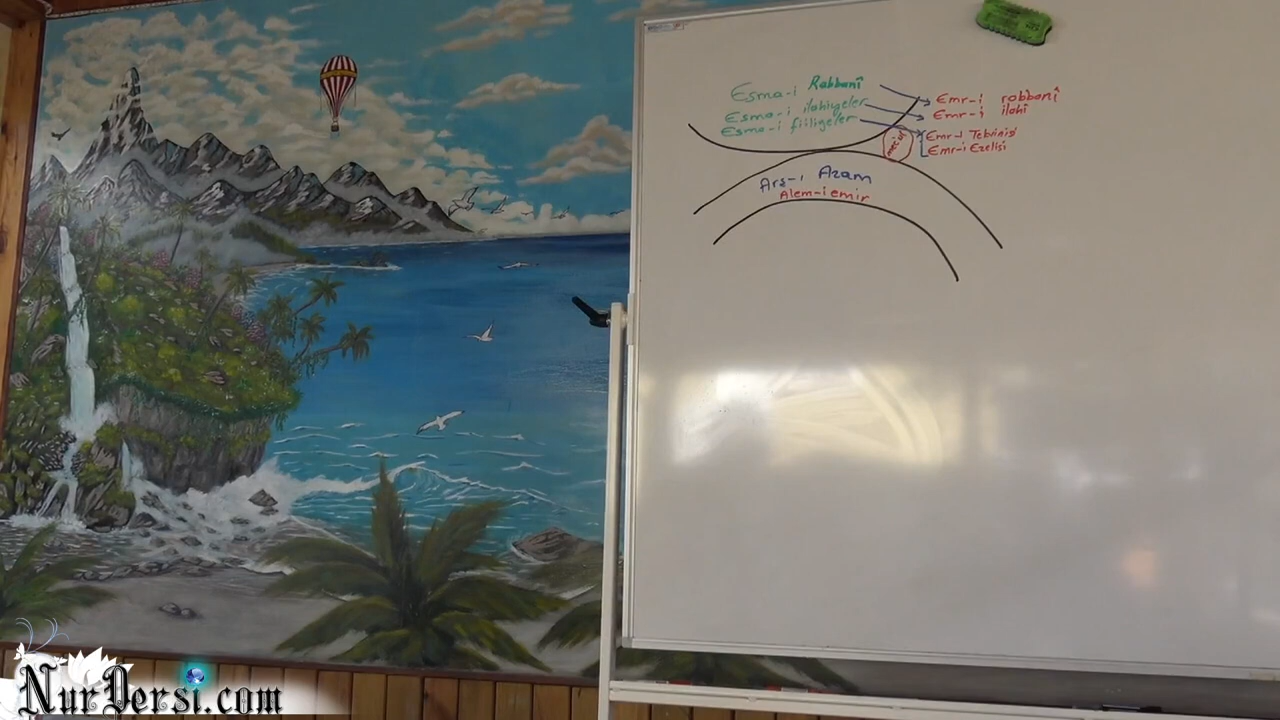 Esma-i Rabbanî
Esma-i ilahiyeler
Esma-i fiiliyeler
Emr-i rabbanî
Emr-i ilahi
Emr-i Tekvinisi
Emr-i Ezelisi
Arş-ı Azam
Alem-i emir
NurDersi.com